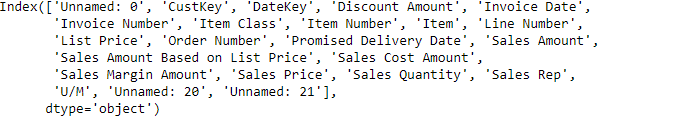 Index(['Unnamed: 0', 'CustKey', 'DateKey', 'Discount Amount', 'Invoice Date',
'Invoice Number', 'Item Class', 'Item Number', 'Item', 'Line Number',
'List Price', 'Order Number', 'Promised Delivery Date', 'Sales Amount',
'Sales Amount Based on List Price', 'Sales Cost Amount',
'Sales Margin Amount', 'Sales Price', 'Sales Quantity', 'Sales Rep',
'U/M', 'Unnamed: 20', 'Unnamed: 21'],
dtype='object')